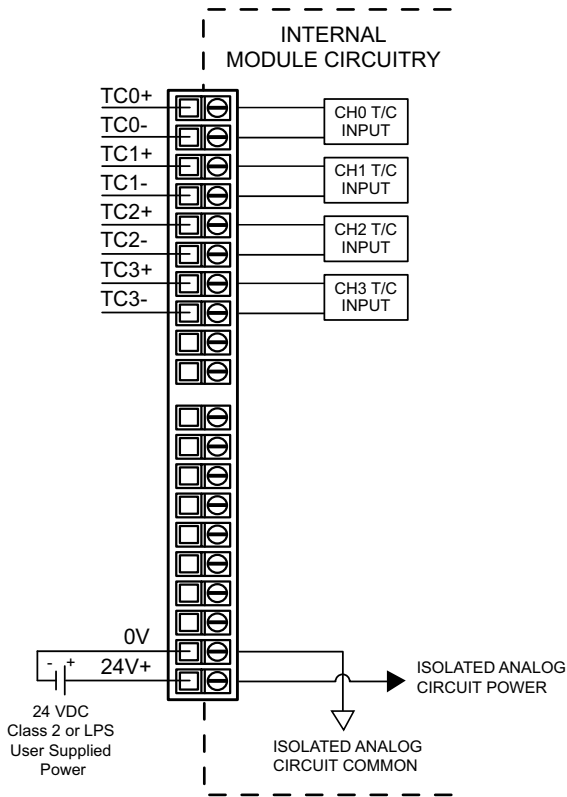 INTERNAL
MODULE CIRCUITRY
TC0+
TC0-
TC1+
TC1-
TC2+
TC2-
TC3+
TC3-
CH0 T/C
INPUT
CH1 T/C
INPUT
CH2 T/C
INPUT
CH3 T/C
INPUT
0V
- +
24V+
24 VDC
Class 2 or LPS
User Supplied
Power
ISOLATED ANALOG
CIRCUIT POWER
ISOLATED ANALOG
CIRCUIT COMMON